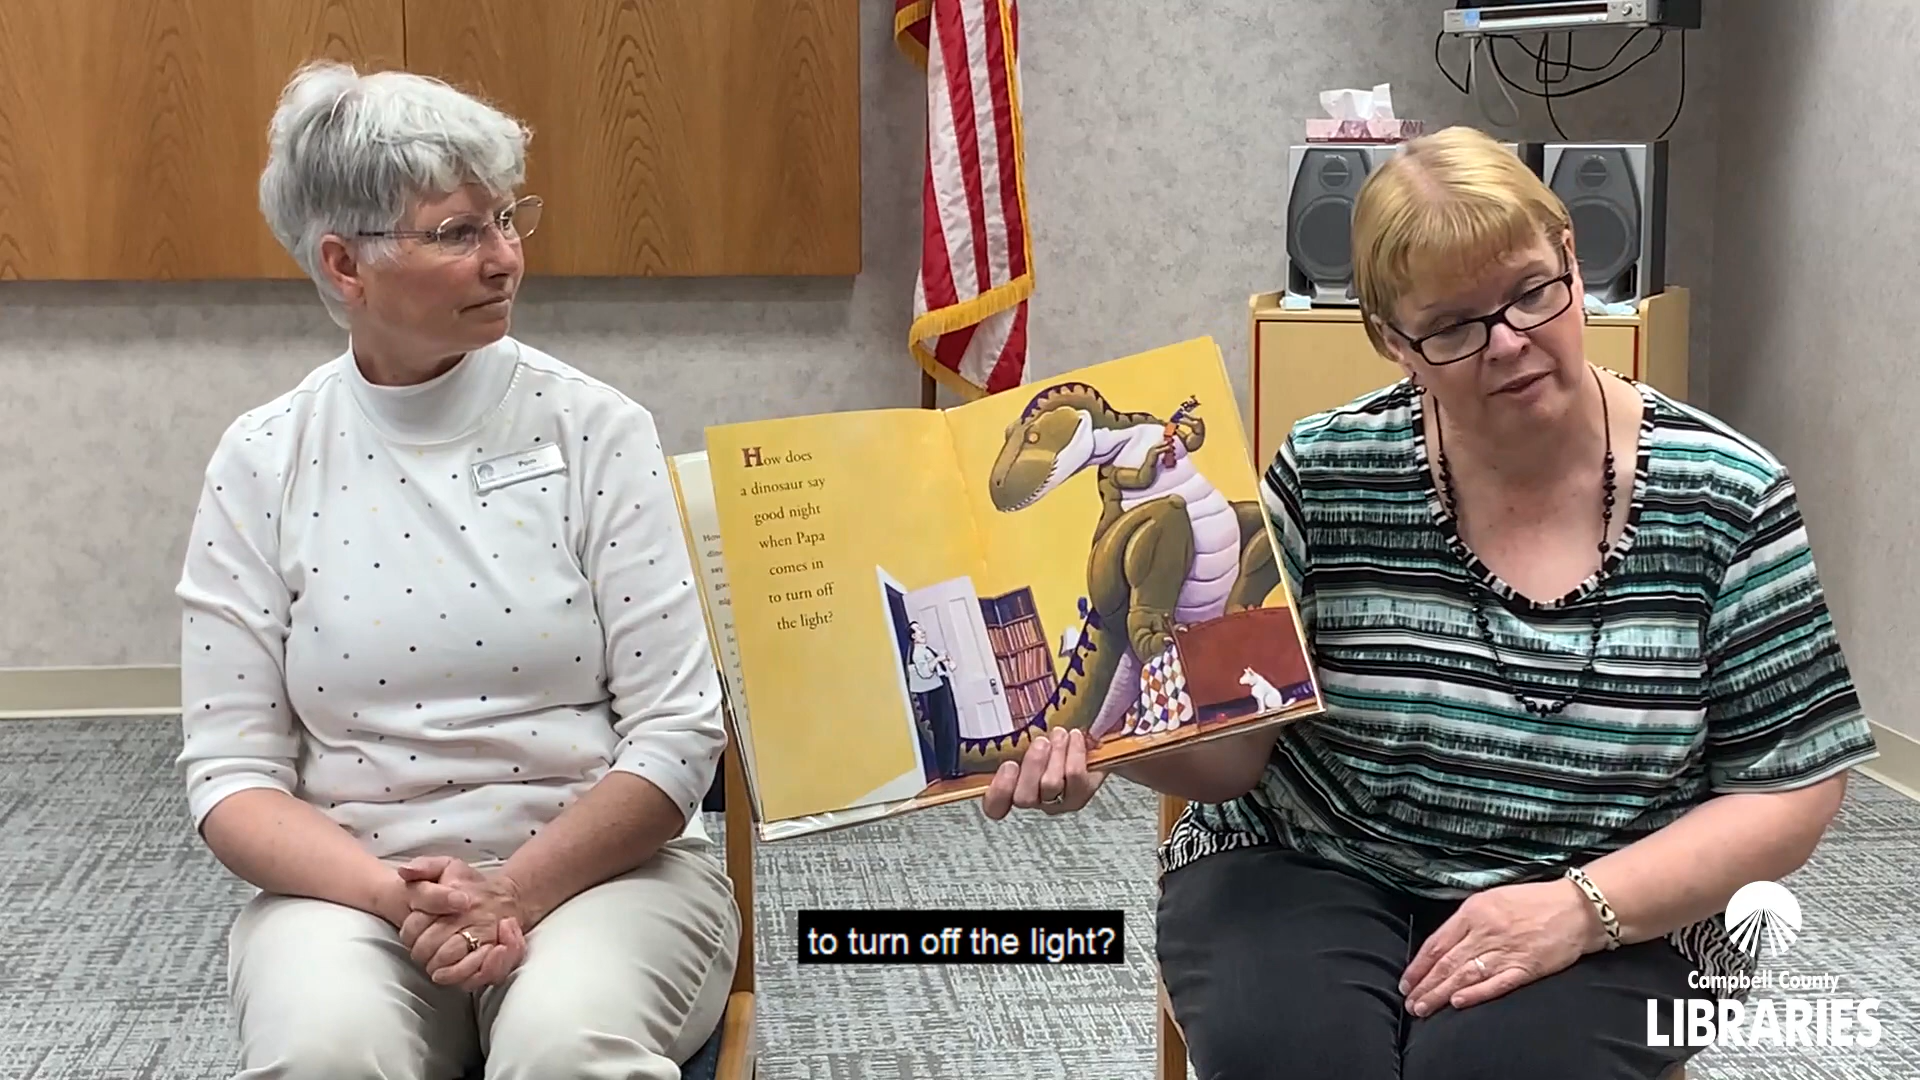 Pam
How does
a dinosaur say
good night
when Papa
comes in
to turn off
the light?
to turn off the light?
Campbell County
LIBRARIES